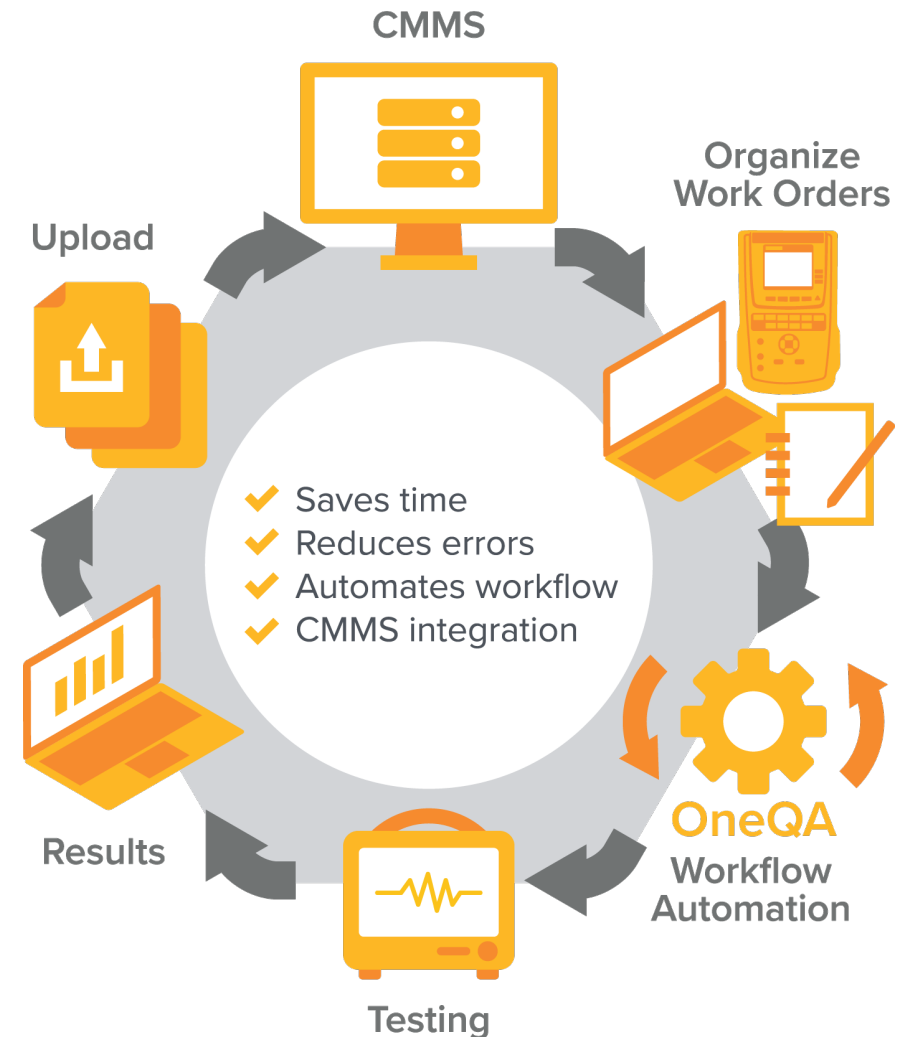 CMMS
Organize
Work Orders
Upload
Saves time
Reduces errors
Automates workflow
CMMS integration
OneQA
Workflow
Automation
Results
Testing